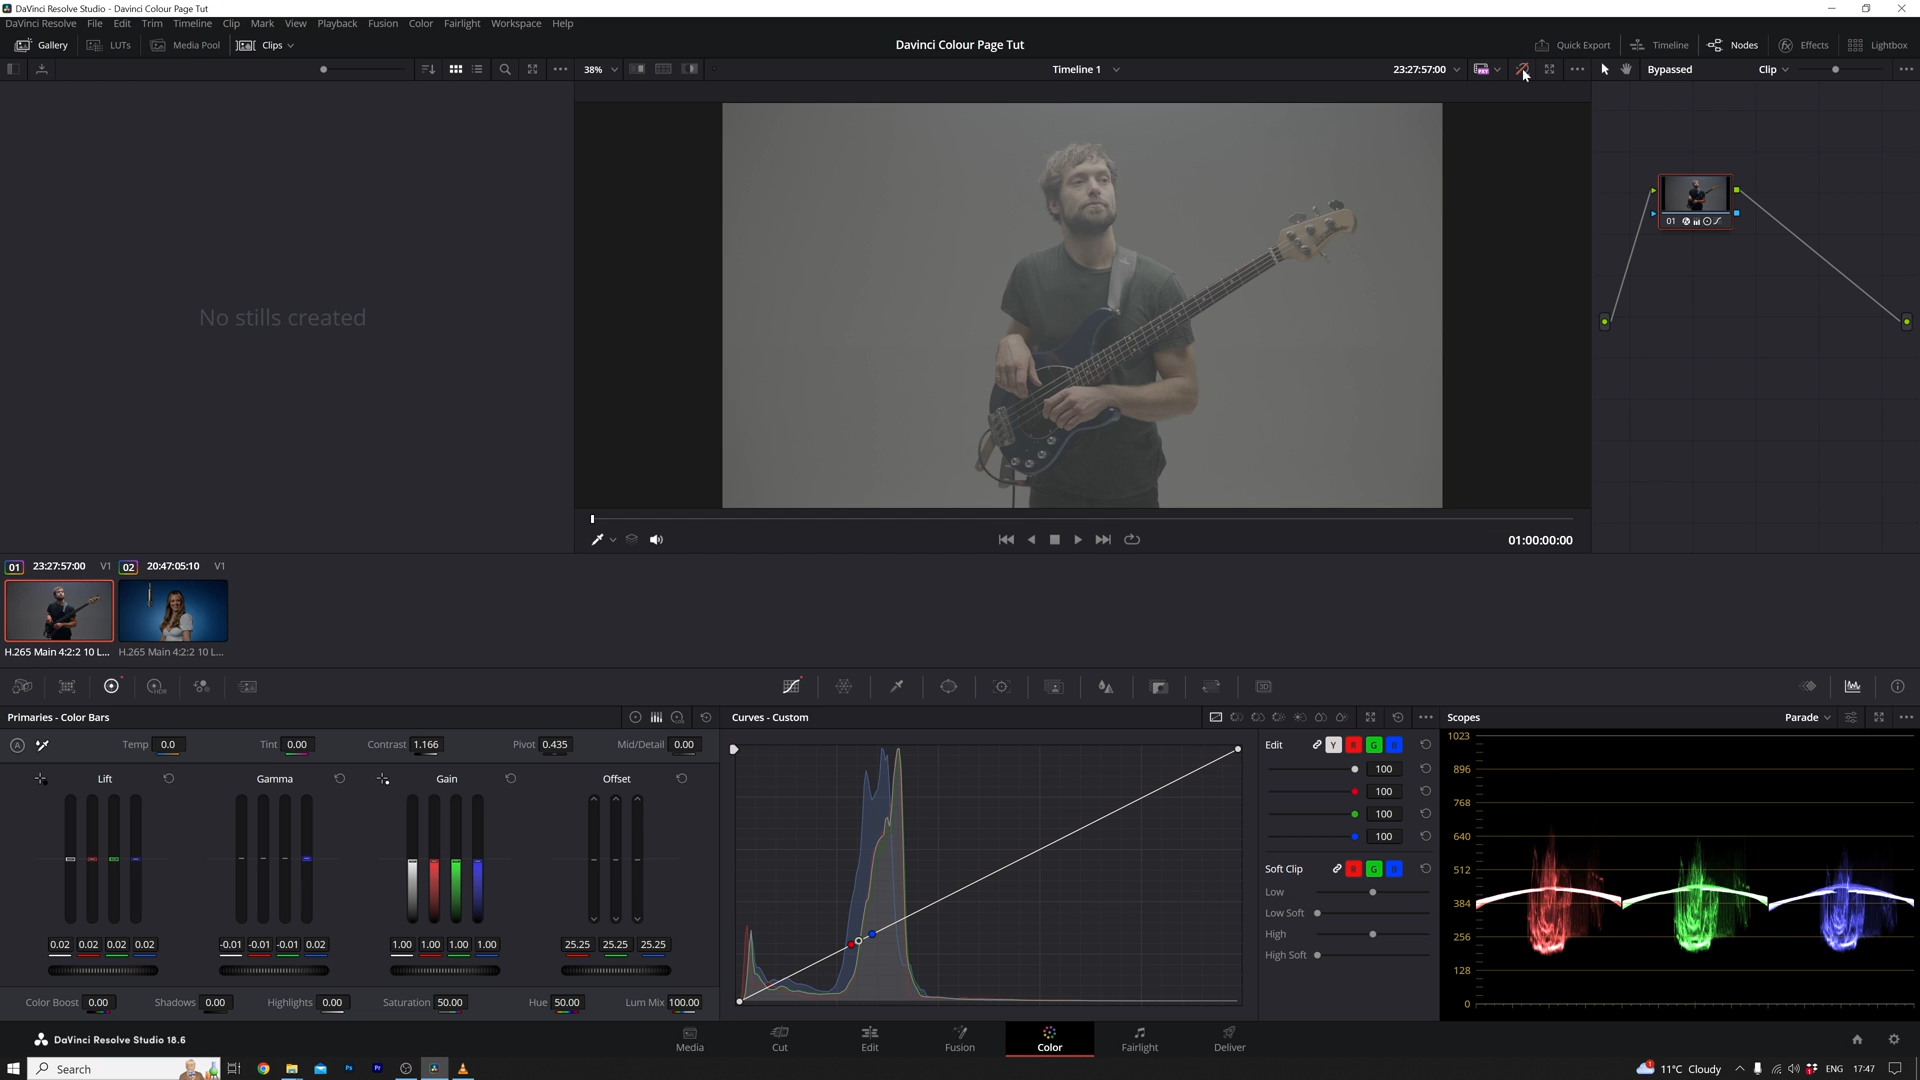 DaVinci Resolve Studio - Davinci Colour Page Tut
DaVinci Resolve File Edit Trim Timeline Clip Mark View Playback Fusion Color Fairlight Workspace Help
Gallery LUTs Media Pool Clips Davinci Colour Page Tut Quick Export Timeline Nodes Effects Lightbox
38% Timeline 1 23:27:57:00 Bypassed Clip
No stills created
01
01:00:00:00
01 23:27:57:00 V1 02 20:47:05:10 V1
H.265 Main 4:2:2 10 L... H.265 Main 4:2:2 10 L...
HDR 3D
Primaries - Color Bars Curves - Custom Scopes Parade
A Temp 0.0 Tint 0.00 Contrast 1.166 Pivot 0.435 Mid/Detail 0.00 Edit Y R G B
Lift Gamma Gain Offset
100
100
100
100
Soft Clip R G B
Low
Low Soft
High
High Soft
1023
896
768
640
512
384
256
128
0
0.02 0.02 0.02 0.02 -0.01 -0.01 -0.01 0.02 1.00 1.00 1.00 1.00 25.25 25.25 25.25
Color Boost 0.00 Shadows 0.00 Highlights 0.00 Saturation 50.00 Hue 50.00 Lum Mix 100.00
DaVinci Resolve Studio 18.6 Media Cut Edit Fusion Color Fairlight Deliver
Search Ps Pr 11°C Cloudy ENG 17:47